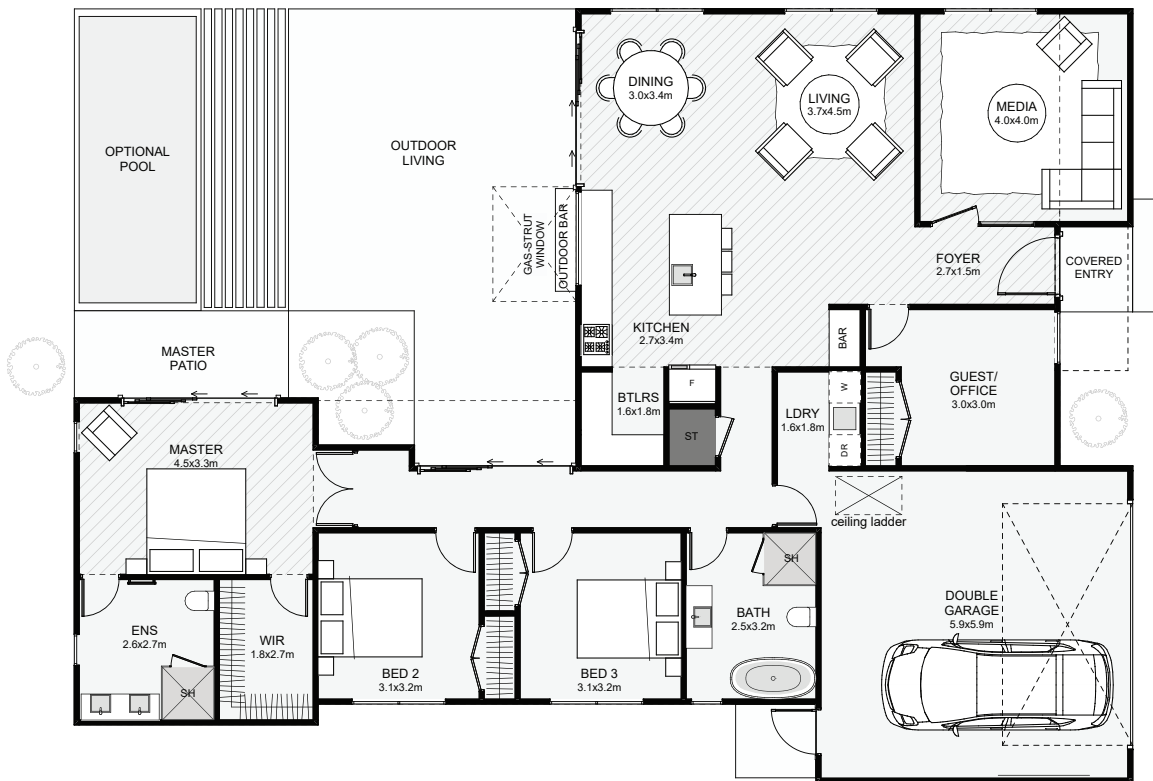 OPTIONAL
POOL
OUTDOOR
LIVING
DINING
3.0x3.4m
LIVING
3.7x4.5m
MEDIA
4.0x4.0m
GAS-STRUT
WINDOW
OUTDOOR BAR
FOYER
2.7x1.5m
COVERED
ENTRY
KITCHEN
2.7x3.4m
BAR
MASTER
PATIO
F
W
GUEST/
OFFICE
3.0x3.0m
BTLRS
1.6x1.8m
LDRY
1.6x1.8m
ST
DR
MASTER
4.5x3.3m
ceiling ladder
SH
ENS
2.6x2.7m
WIR
1.8x2.7m
SH
BED 2
3.1x3.2m
BED 3
3.1x3.2m
BATH
2.5x3.2m
DOUBLE
GARAGE
5.9x5.9m